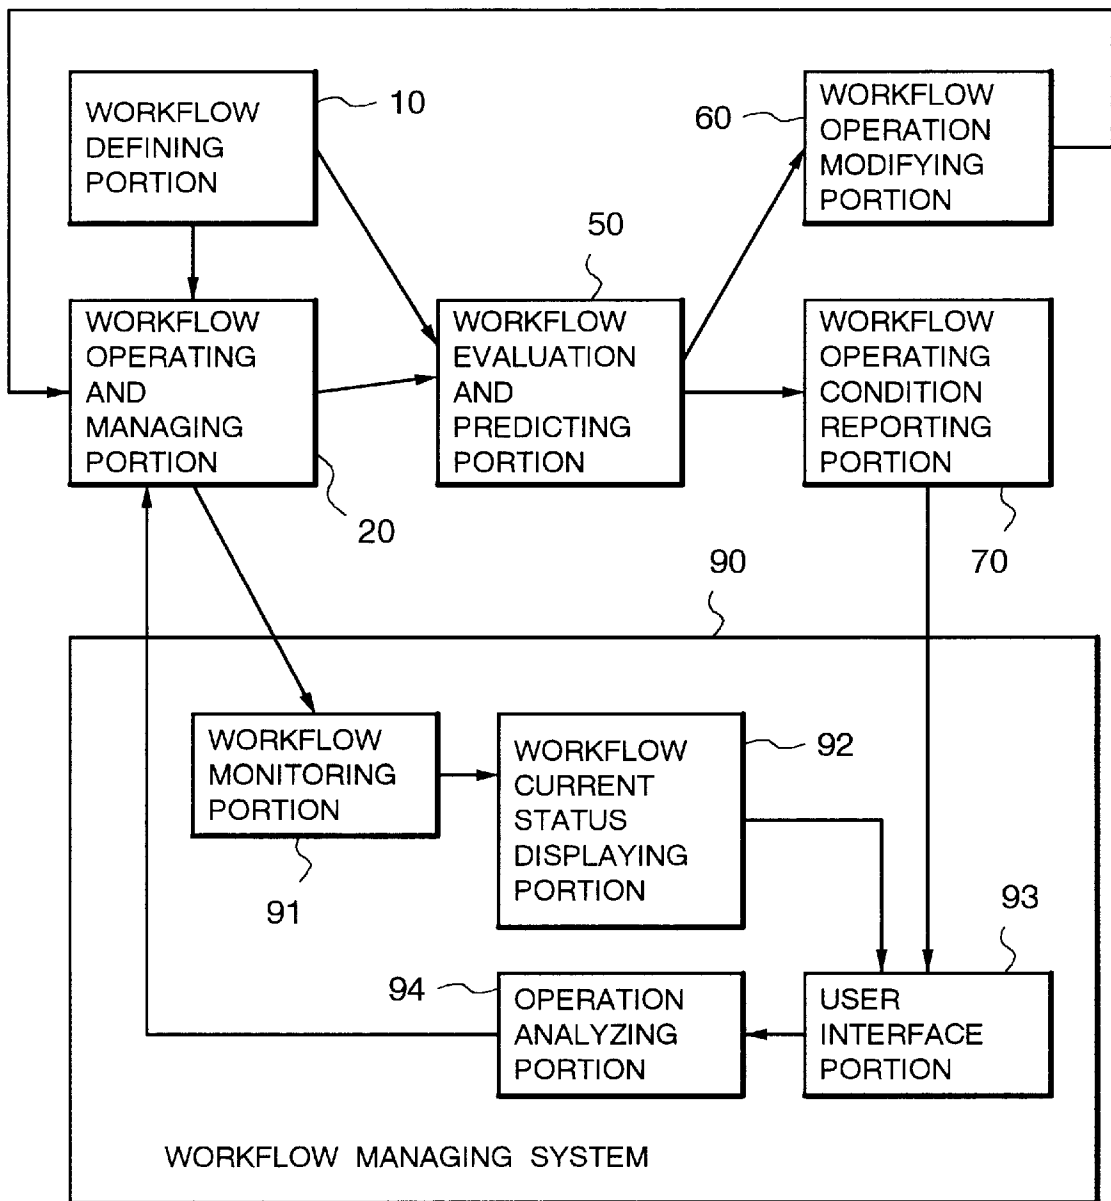 WORKFLOW
DEFINING
PORTION
10
60
WORKFLOW
OPERATION
MODIFYING
PORTION
50
WORKFLOW
OPERATING
AND
MANAGING
PORTION
20
WORKFLOW
EVALUATION
AND
PREDICTING
PORTION
WORKFLOW
OPERATING
CONDITION
REPORTING
PORTION
70
90
WORKFLOW
MONITORING
PORTION
91
WORKFLOW
CURRENT
STATUS
DISPLAYING
PORTION
92
93
94
OPERATION
ANALYZING
PORTION
USER
INTERFACE
PORTION
WORKFLOW MANAGING SYSTEM